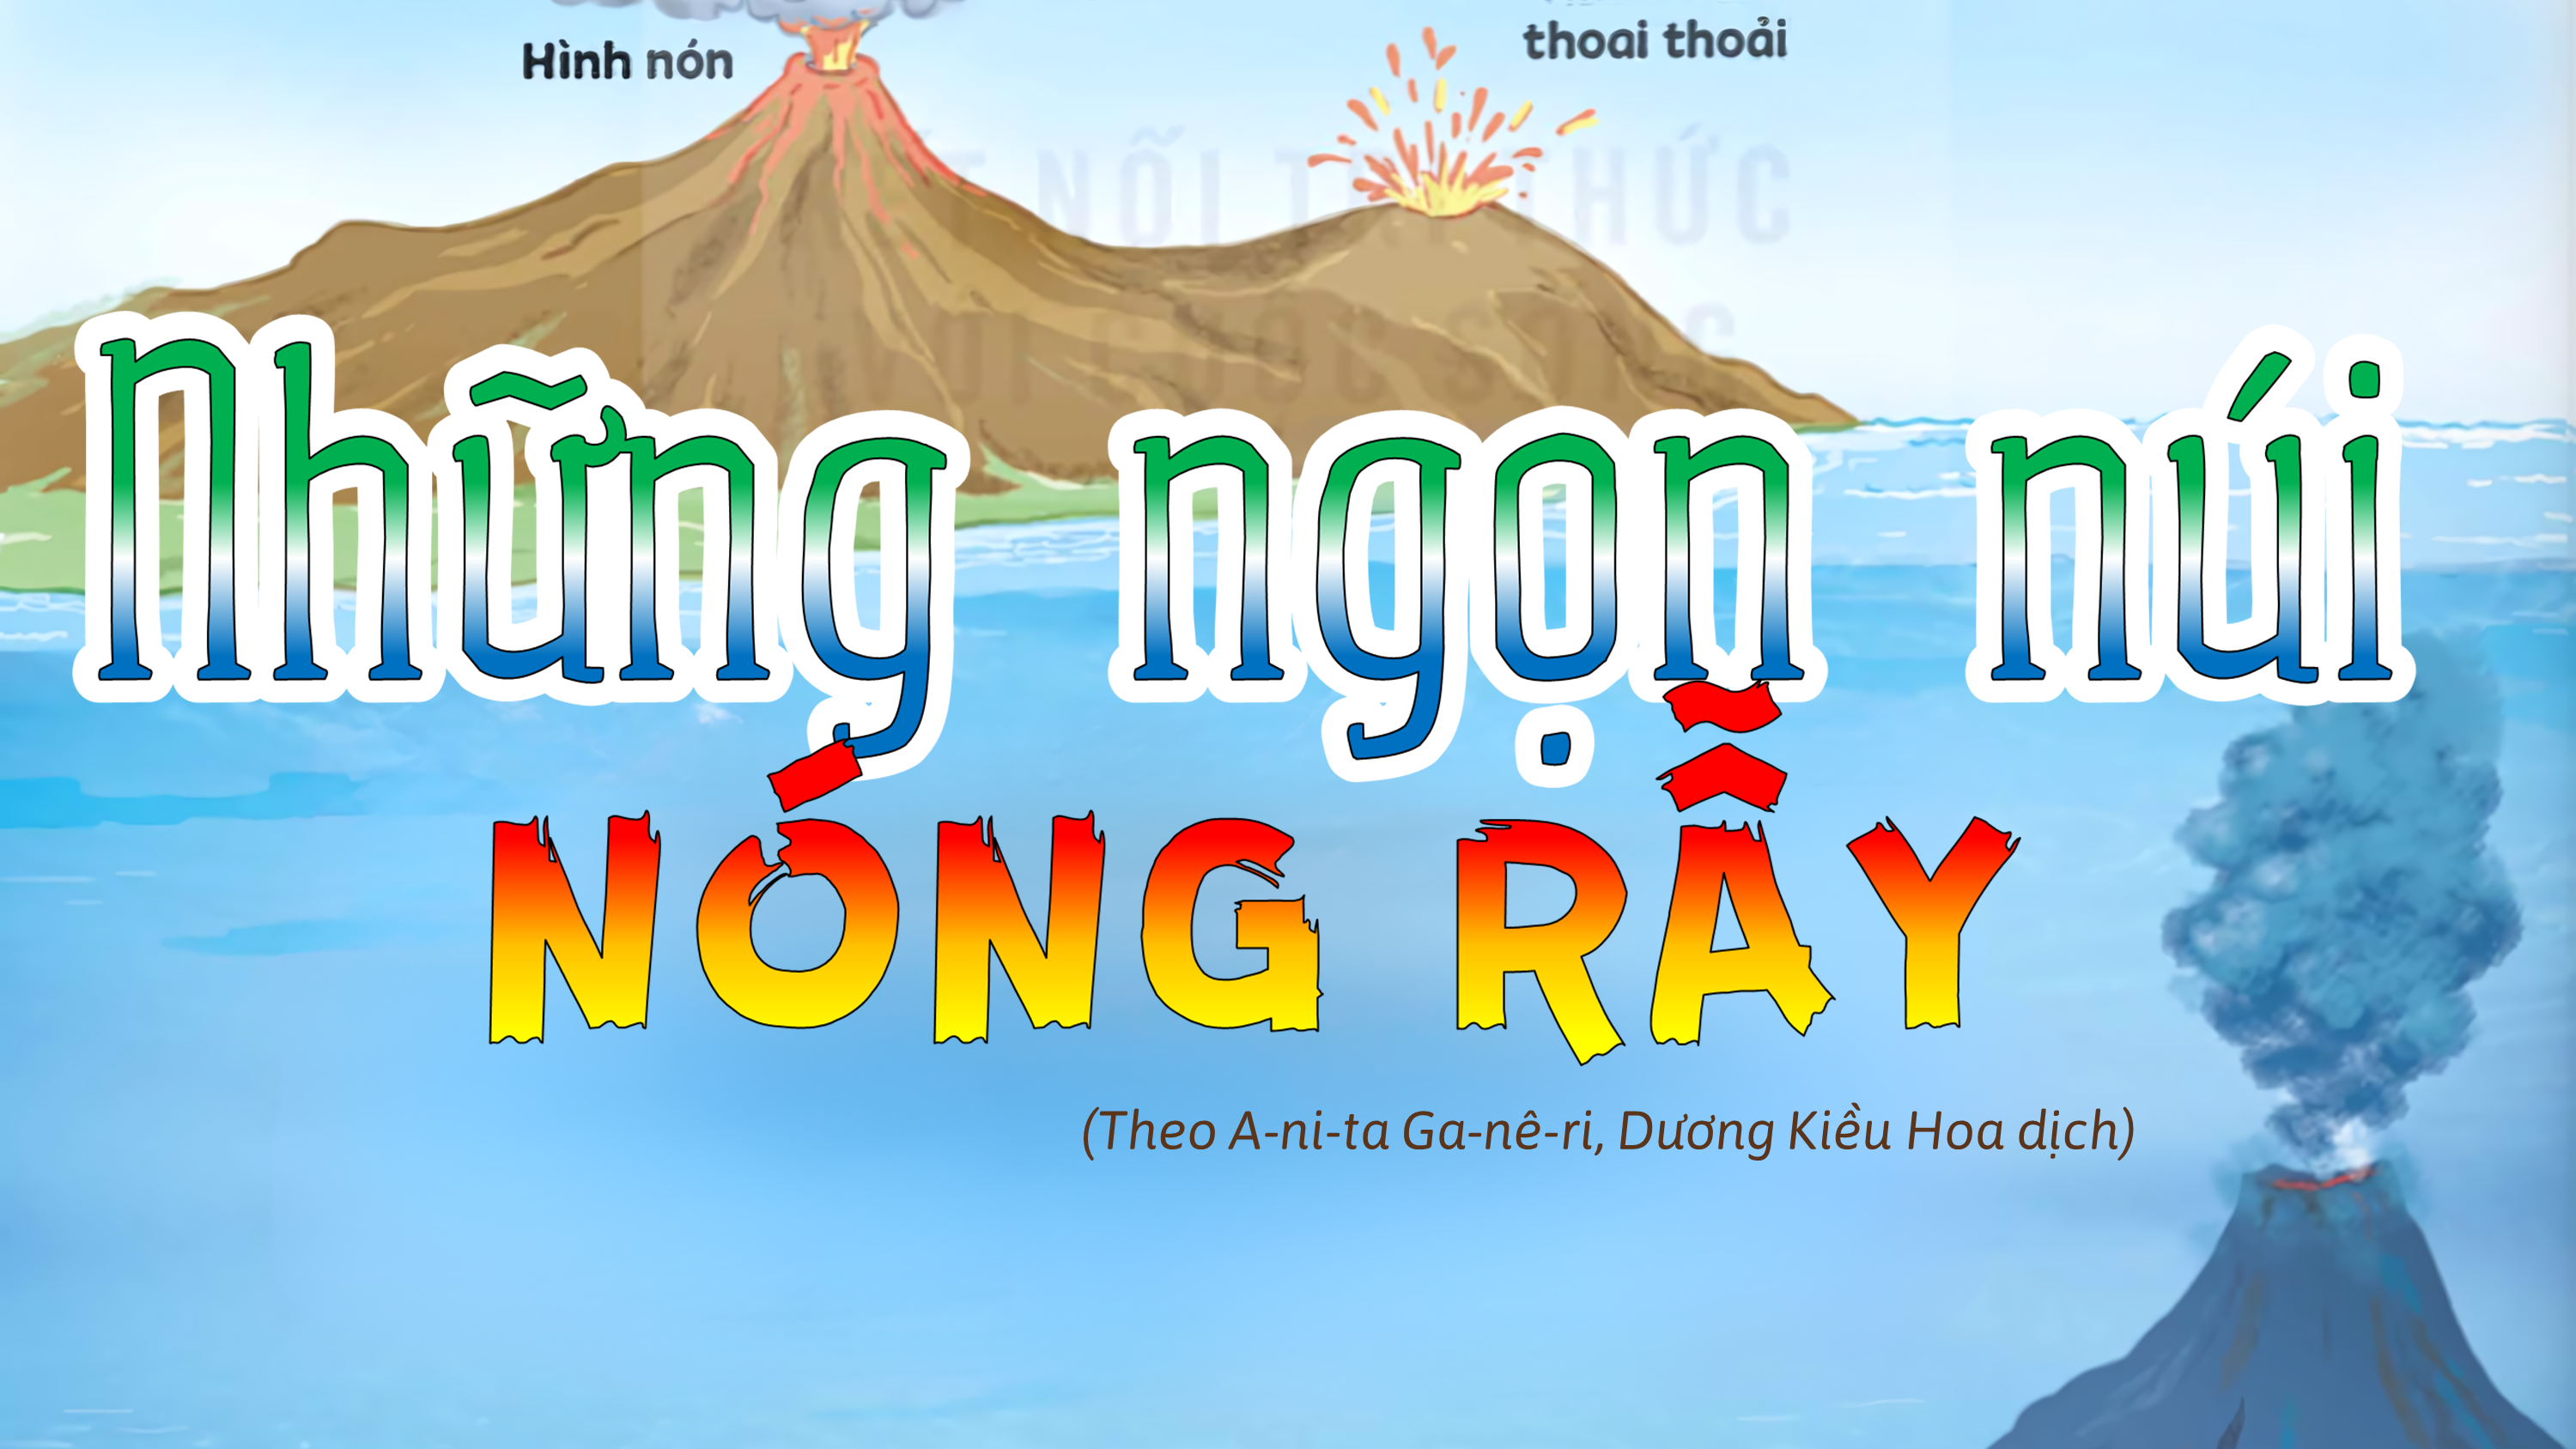 Hình nón
thoai thoải
Những ngọn núi
NÓNG RẪY
(Theo A-ni-ta Ga-nê-ri, Dương Kiều Hoa dịch)